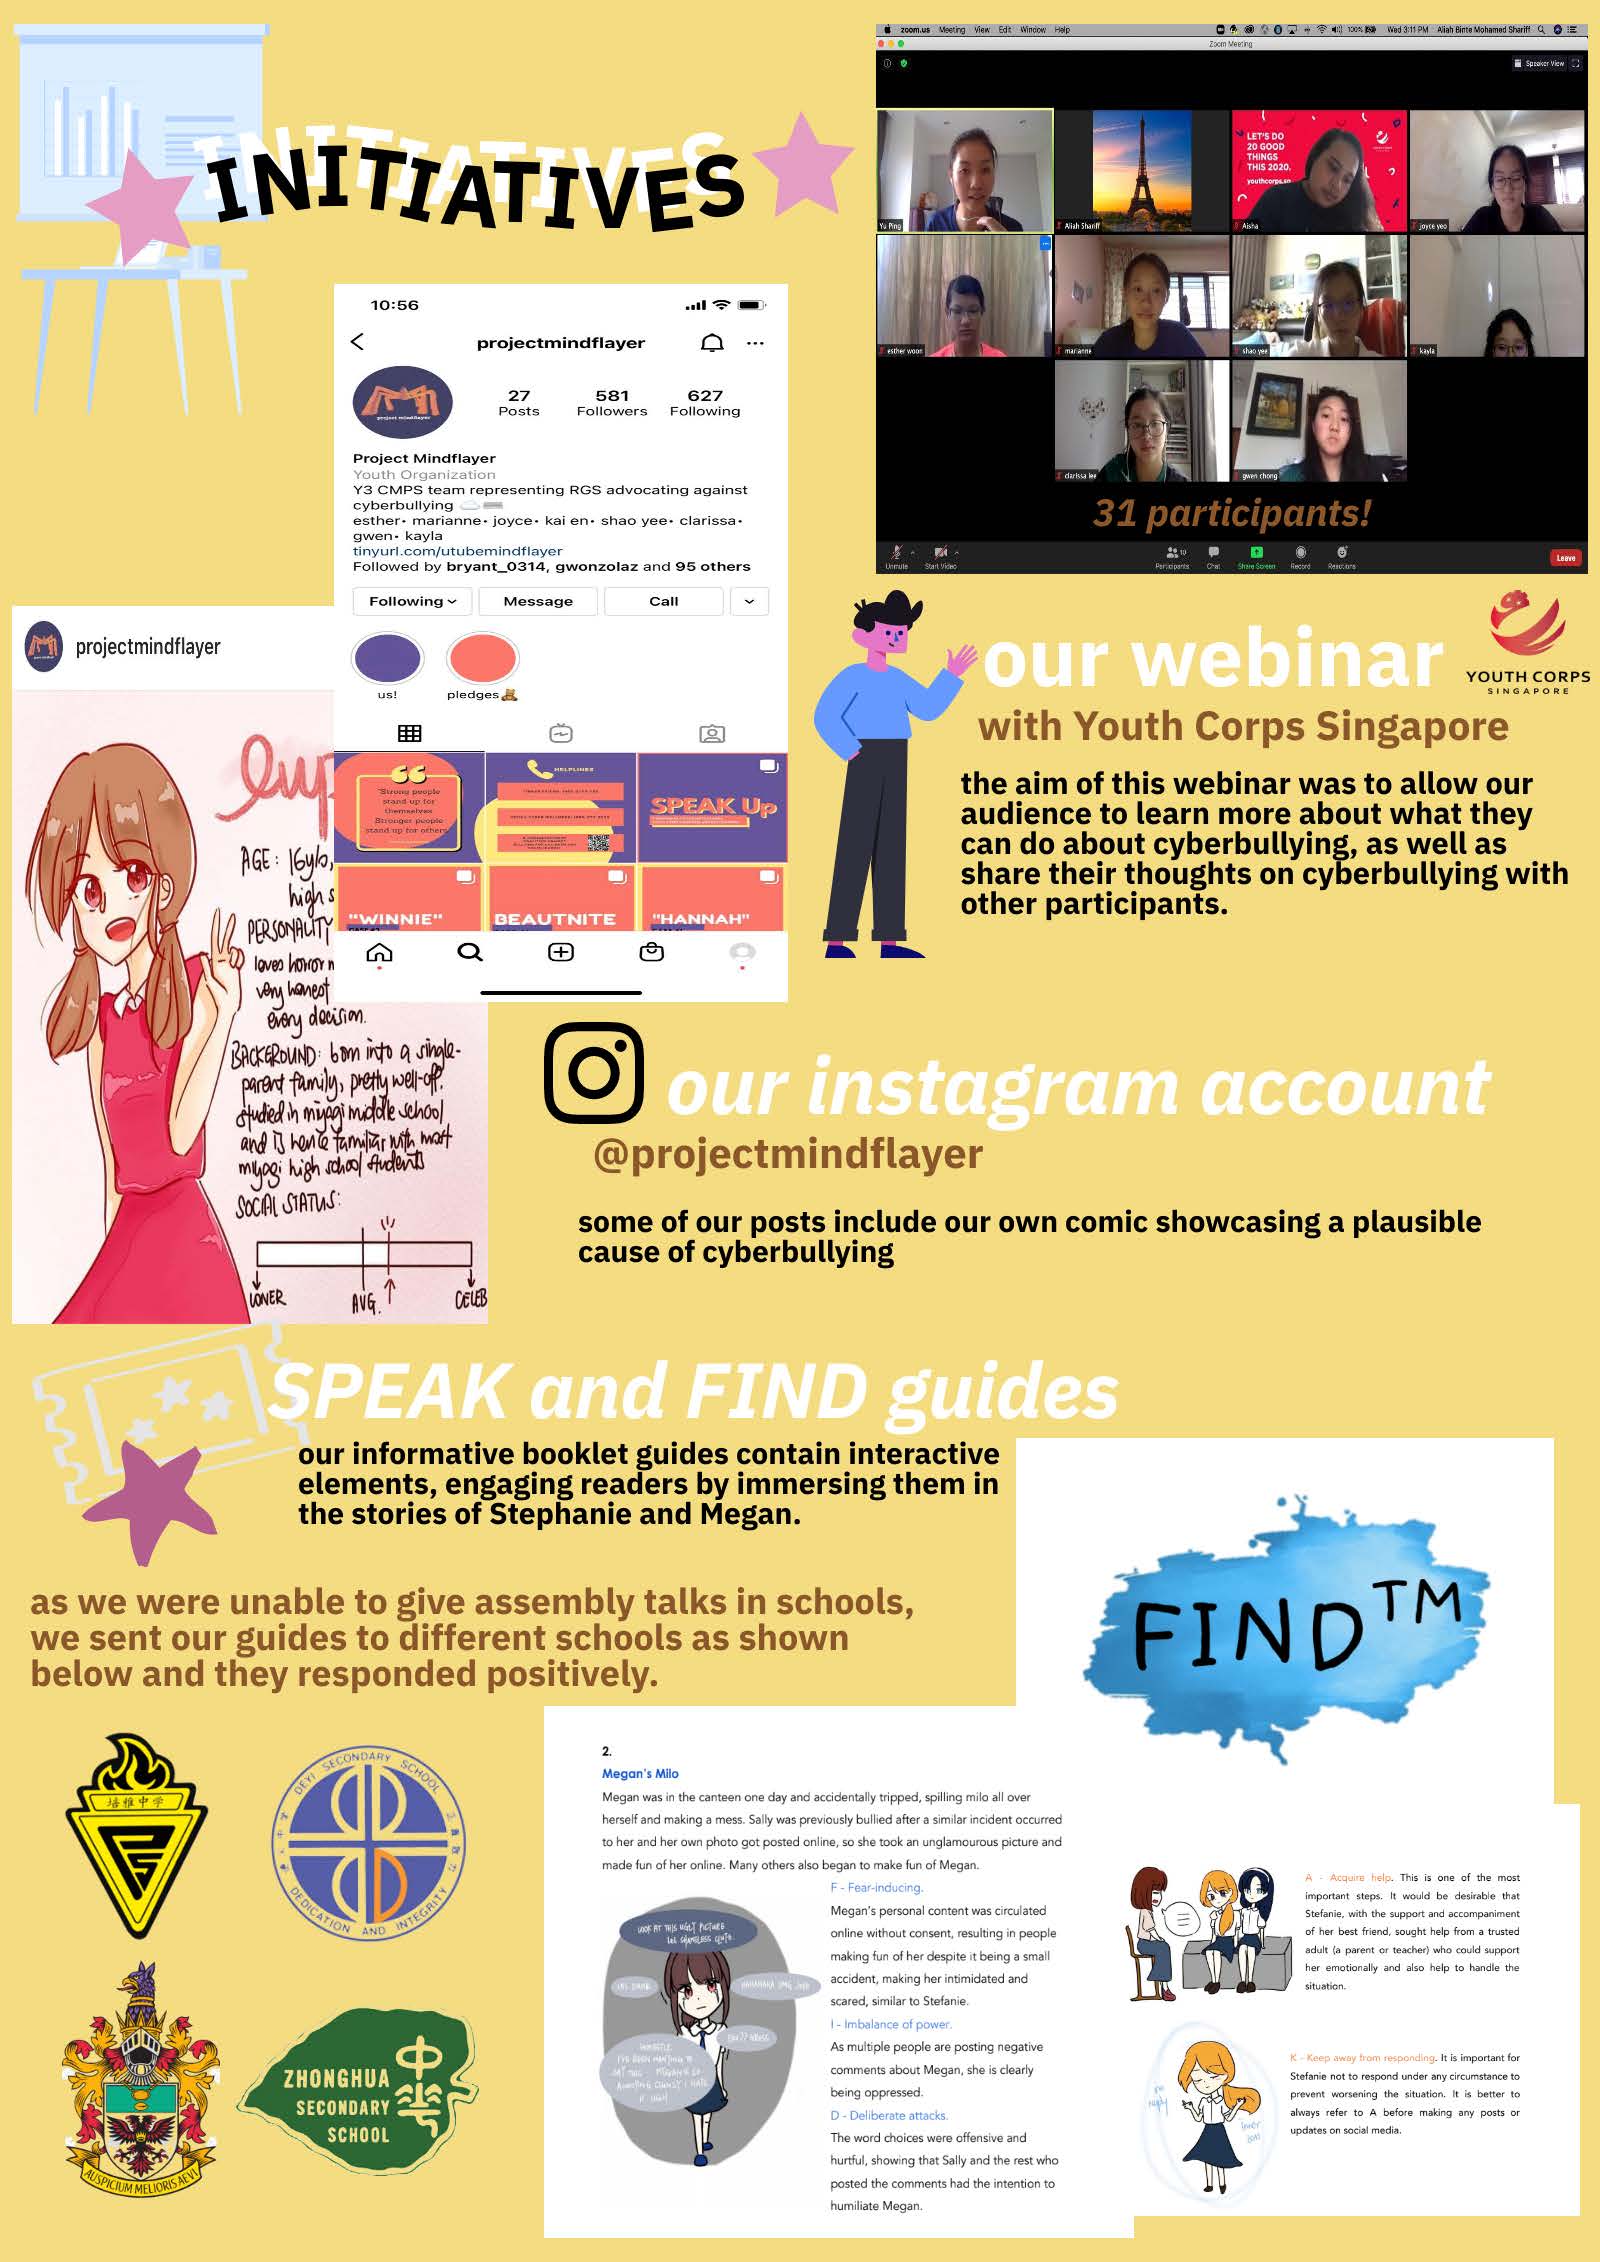 INITIATIVES
zoom.us Meeting View Edit Window Help 100% Wed 3:11 PM Aliah Binte Mohamed Shariff
Zoom Meeting
Speaker View
LET'S DO
20 GOOD
THINGS
THIS 2020.
youthcorps.sg
Yu Ping
Aliah Shariff
Aisha
joyce yeo
esther woon
marianne
shao yee
kayla
clarissa lee
gwen chong
31 participants!
Unmute
Start Video
Participants 10
Chat
Share Screen
Record
Reactions
Leave
10:56
projectmindflayer
project mindflayer
27 581 627
Posts Followers Following
Project Mindflayer
Youth Organization
Y3 CMPS team representing RGS advocating against
cyberbullying
esther• marianne• joyce• kai en• shao yee• clarissa•
gwen• kayla
tinyurl.com/utubemindflayer
Followed by bryant_0314, gwonzolaz and 95 others
Following Message Call
us! pledges
"Strong people
stand up for
themselves
Stronger people
stand up for others
HELPLINES
SPEAK Up
"WINNIE"
BEAUTNITE
"HANNAH"
our webinar
YOUTH CORPS
SINGAPORE
with Youth Corps Singapore
the aim of this webinar was to allow our
audience to learn more about what they
can do about cyberbullying, as well as
share their thoughts on cyberbullying with
other participants.
projectmindflayer
AGE: 16y/o,
high s
PERSONALITY
loves horror m
very honest
every decision.
BACKGROUND: born into a single-
parent family, pretty well-off.
studied in miyagi middle school
and is hence familiar with most
miyagi high school students
SOCIAL STATUS:
LONER AVG. CELEB
our instagram account
@projectmindflayer
some of our posts include our own comic showcasing a plausible
cause of cyberbullying
SPEAK and FIND guides
our informative booklet guides contain interactive
elements, engaging readers by immersing them in
the stories of Stephanie and Megan.
as we were unable to give assembly talks in schools,
we sent our guides to different schools as shown
below and they responded positively.
FIND™
培雅中学
DEYI SECONDARY SCHOOL
DEDICATION AND INTEGRITY
AUSPICIUM MELIORIS AEVI
ZHONGHUA
SECONDARY
SCHOOL
中華
2.
Megan's Milo
Megan was in the canteen one day and accidentally tripped, spilling milo all over
herself and making a mess. Sally was previously bullied after a similar incident occurred
to her and her own photo got posted online, so she took an unglamourous picture and
made fun of her online. Many others also began to make fun of Megan.
F - Fear-inducing.
Megan's personal content was circulated
online without consent, resulting in people
making fun of her despite it being a small
accident, making her intimidated and
scared, similar to Stefanie.
I - Imbalance of power.
As multiple people are posting negative
comments about Megan, she is clearly
being oppressed.
D - Deliberate attacks.
The word choices were offensive and
hurtful, showing that Sally and the rest who
posted the comments had the intention to
humiliate Megan.
LOOK AT THIS UGLY PICTURE
HAHAHAHA OMG
A - Acquire help. This is one of the most
important steps. It would be desirable that
Stefanie, with the support and accompaniment
of her best friend, sought help from a trusted
adult (a parent or teacher) who could support
her emotionally and also help to handle the
situation.
no
reply
K - Keep away from responding. It is important for
Stefanie not to respond under any circumstance to
prevent worsening the situation. It is better to
always refer to A before making any posts or
updates on social media.